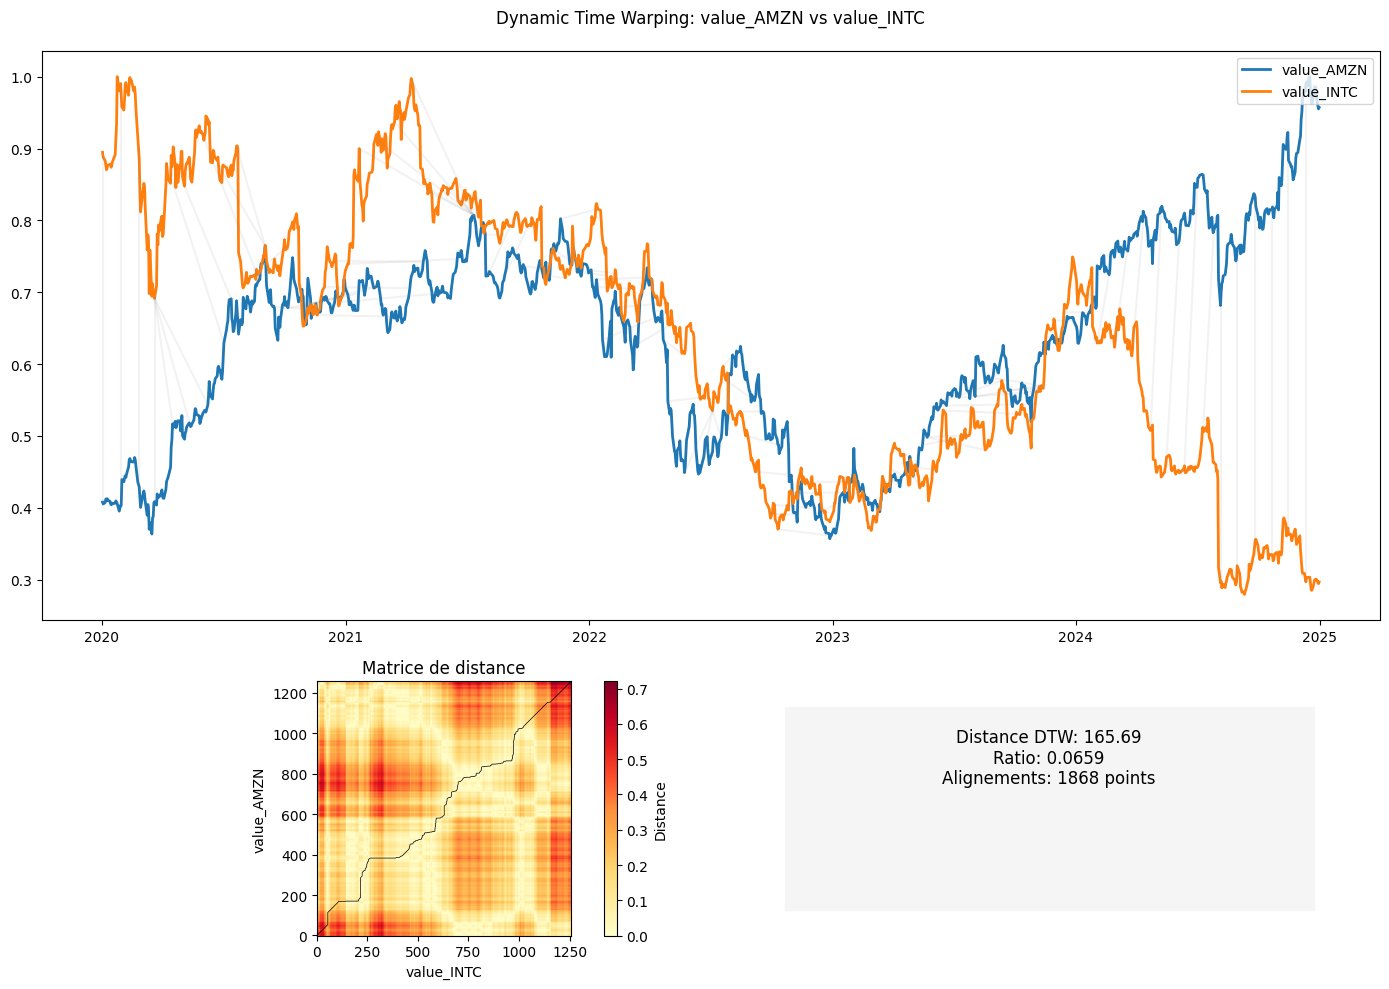 Dynamic Time Warping: value_AMZN vs value_INTC
value_AMZN
value_INTC
1.0
0.9
0.8
0.7
0.6
0.5
0.4
0.3
2020 2021 2022 2023 2024 2025
Matrice de distance
value_AMZN
1200
1000
800
600
400
200
0
0 250 500 750 1000 1250
value_INTC
0.7
0.6
0.5
0.4
0.3
0.2
0.1
0.0
Distance
Distance DTW: 165.69
Ratio: 0.0659
Alignements: 1868 points